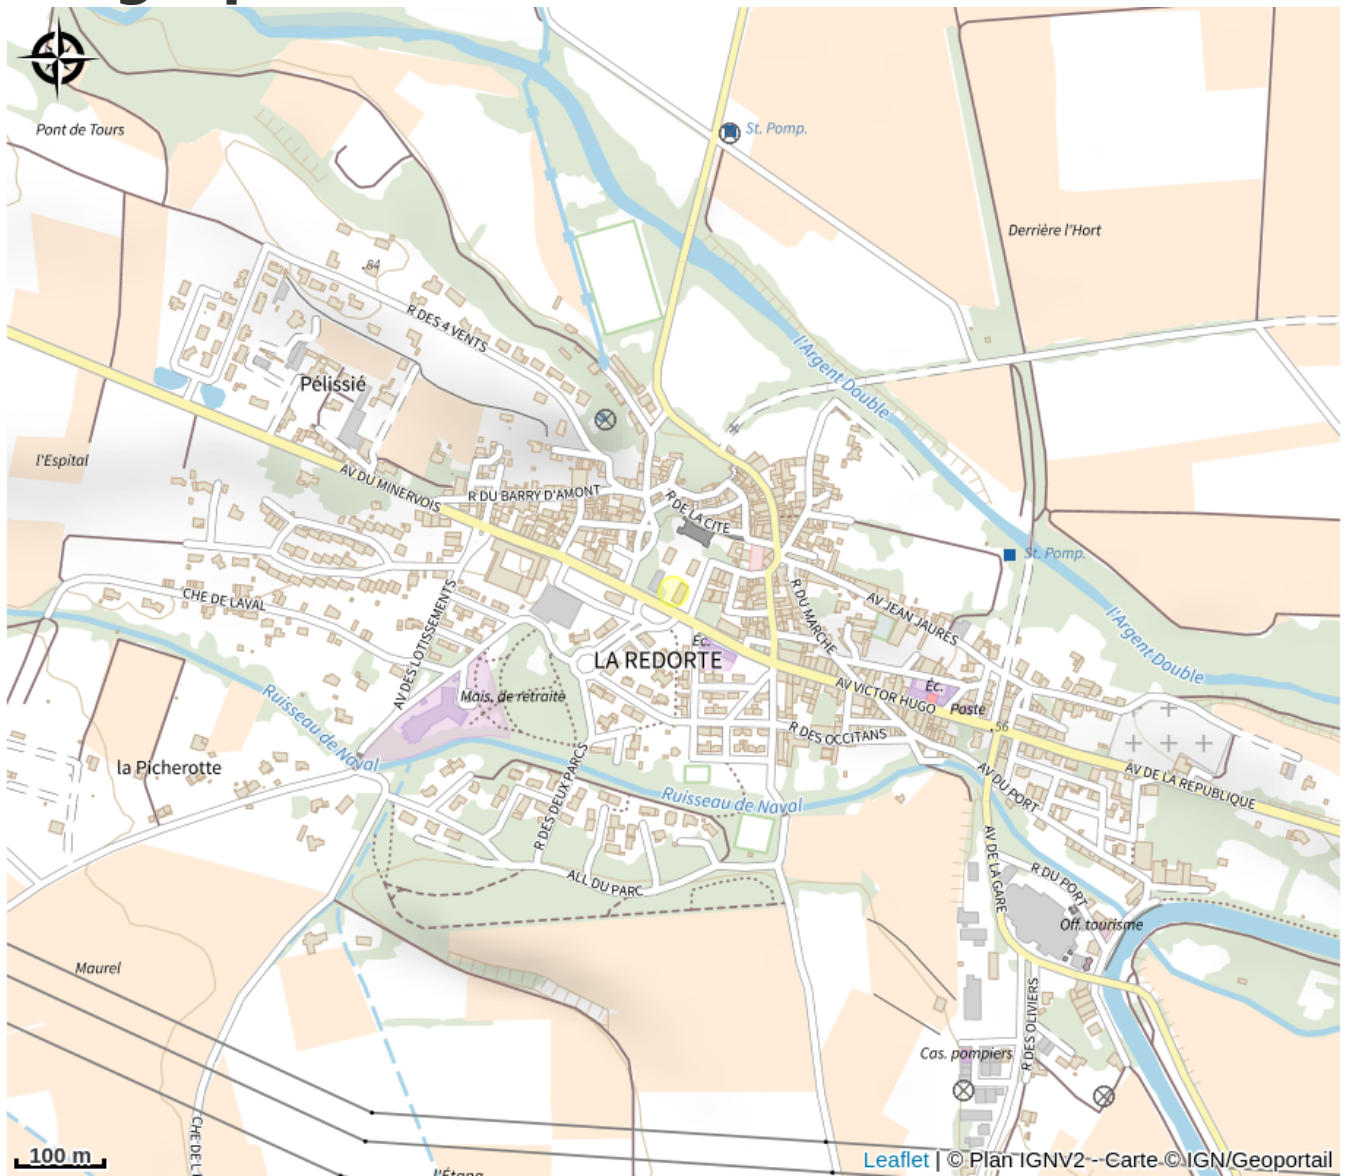 Pont de Tours
St. Pomp.
Derrière l'Hort
84
R DES 4 VENTS
l'Argent Double
Pélissié
l'Espital
AV DU MINERVOIS
R DU BARRY D'AMONT
R DE LA CITE
St. Pomp.
CHE DE LAVAL
AV DES LOTISSEMENTS
R DU MARCHE
AV JEAN JAURES
l'Argent Double
Éc.
LA REDORTE
Mais. de retraite
Éc.
AV VICTOR HUGO
Poste
56
Ruisseau de Naval
R DES OCCITANS
la Picherotte
R DES DEUX PARCS
Ruisseau de Naval
AV DU PORT
AV DE LA REPUBLIQUE
AV DE LA GARE
R DU PORT
ALL DU PARC
Off. tourisme
Maurel
R DES OLIVIERS
Cas. pompiers
CHE DE L'
l'Étang
100 m
Leaflet | © Plan IGNV2 - Carte © IGN/Geoportail